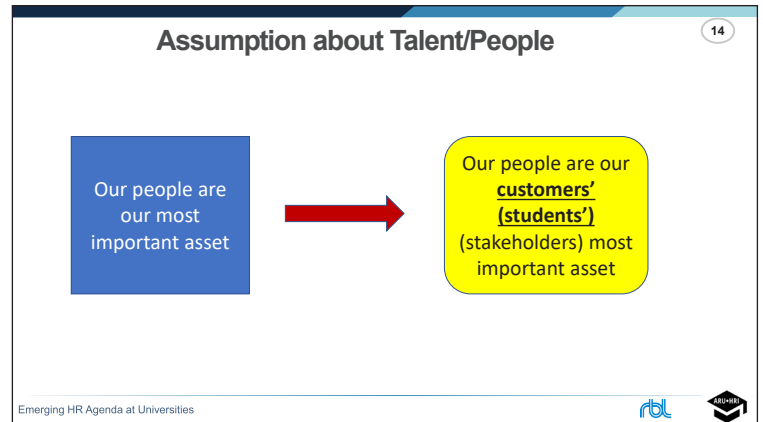 Assumption about Talent/People
14
Our people are
our most
important asset
Our people are our
customers'
(students')
(stakeholders) most
important asset
Emerging HR Agenda at Universities
rbl
ARU•HRI